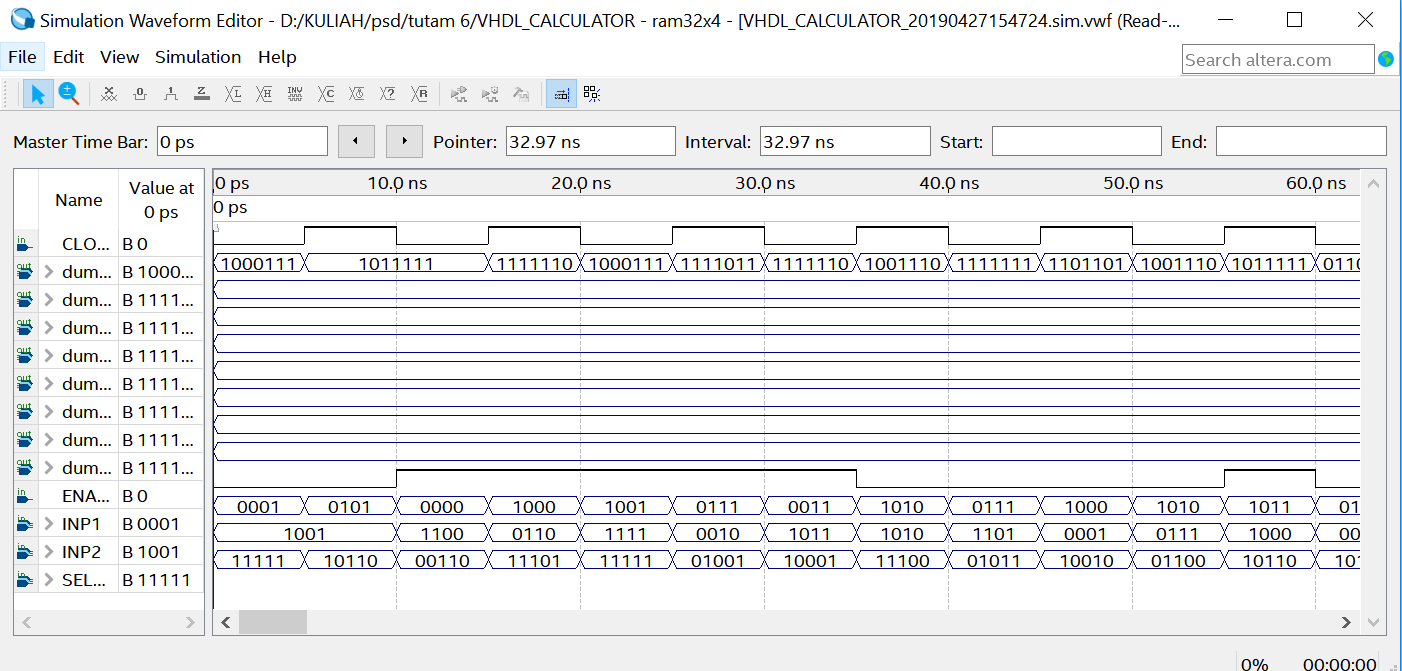 Simulation Waveform Editor - D:/KULIAH/psd/tutam 6/VHDL_CALCULATOR - ram32x4 - [VHDL_CALCULATOR_20190427154724.sim.vwf (Read-...
File Edit View Simulation Help
Search altera.com
Master Time Bar: 0 ps Pointer: 32.97 ns Interval: 32.97 ns Start: End:
Name Value at 0 ps
0 ps 10.0 ns 20.0 ns 30.0 ns 40.0 ns 50.0 ns 60.0 ns
0 ps
CLO... B 0
dum... B 1000... 1000111 1011111 1111110 1000111 1111011 1111110 1001110 1111111 1101101 1001110 1011111 0110
dum... B 1111...
dum... B 1111...
dum... B 1111...
dum... B 1111...
dum... B 1111...
dum... B 1111...
dum... B 1111...
ENA... B 0
INP1 B 0001 0001 0101 0000 1000 1001 0111 0011 1010 0111 1000 1010 1011 01
INP2 B 1001 1001 1100 0110 1111 0010 1011 1010 1101 0001 0111 1000 00
SEL... B 11111 11111 10110 00110 11101 11111 01001 10001 11100 01011 10010 01100 10110 10
0% 00:00:00